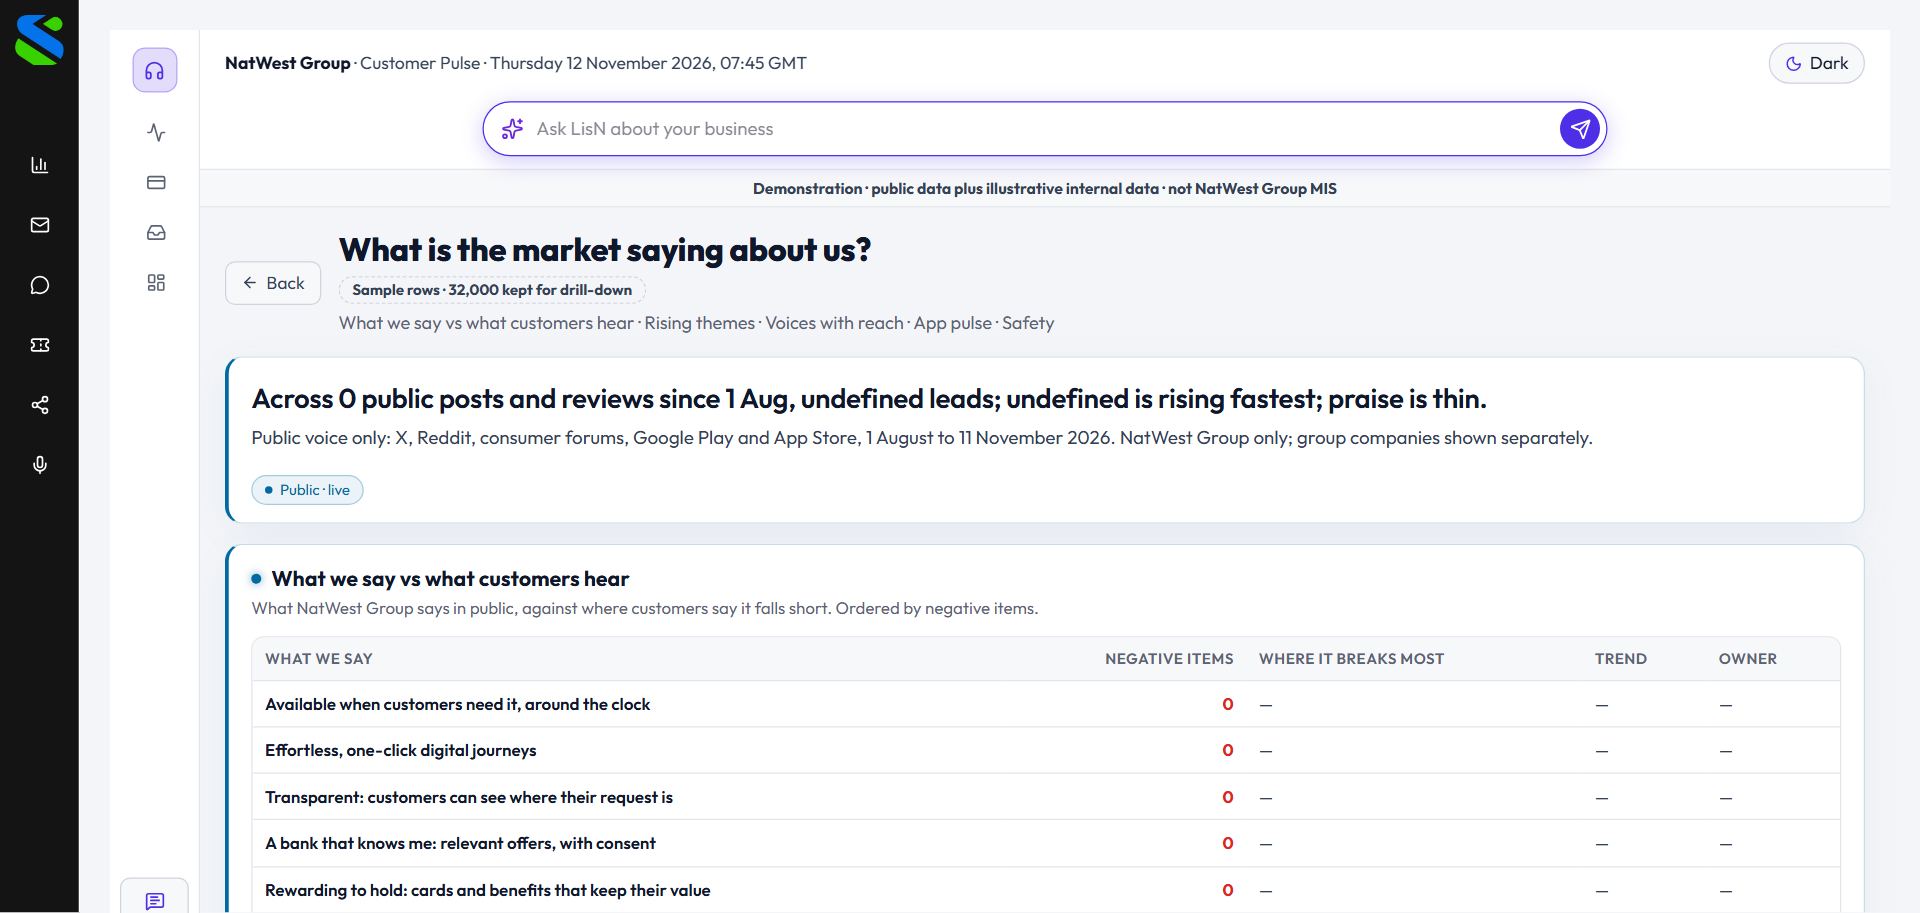 NatWest Group · Customer Pulse · Thursday 12 November 2026, 07:45 GMT
Dark
Ask LisN about your business
Demonstration · public data plus illustrative internal data · not NatWest Group MIS
Back
What is the market saying about us?
Sample rows · 32,000 kept for drill-down
What we say vs what customers hear · Rising themes · Voices with reach · App pulse · Safety
Across 0 public posts and reviews since 1 Aug, undefined leads; undefined is rising fastest; praise is thin.
Public voice only: X, Reddit, consumer forums, Google Play and App Store, 1 August to 11 November 2026. NatWest Group only; group companies shown separately.
Public · live
What we say vs what customers hear
What NatWest Group says in public, against where customers say it falls short. Ordered by negative items.
WHAT WE SAY NEGATIVE ITEMS WHERE IT BREAKS MOST TREND OWNER
Available when customers need it, around the clock 0 — — —
Effortless, one-click digital journeys 0 — — —
Transparent: customers can see where their request is 0 — — —
A bank that knows me: relevant offers, with consent 0 — — —
Rewarding to hold: cards and benefits that keep their value 0 — — —